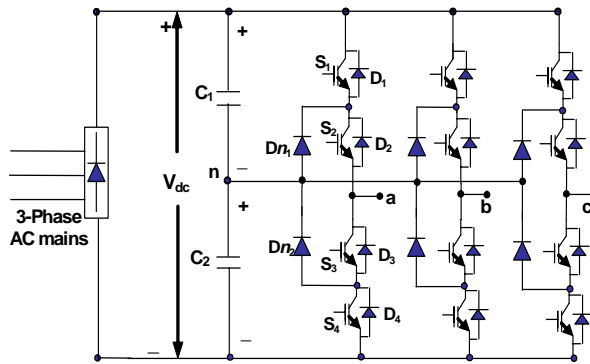 +
+
S1
D1
C1
S2
D2
Dn1
n
−
Vdc
a
b
c
3-Phase
AC mains
+
Dn2
C2
S3
D3
S4
D4
−
−